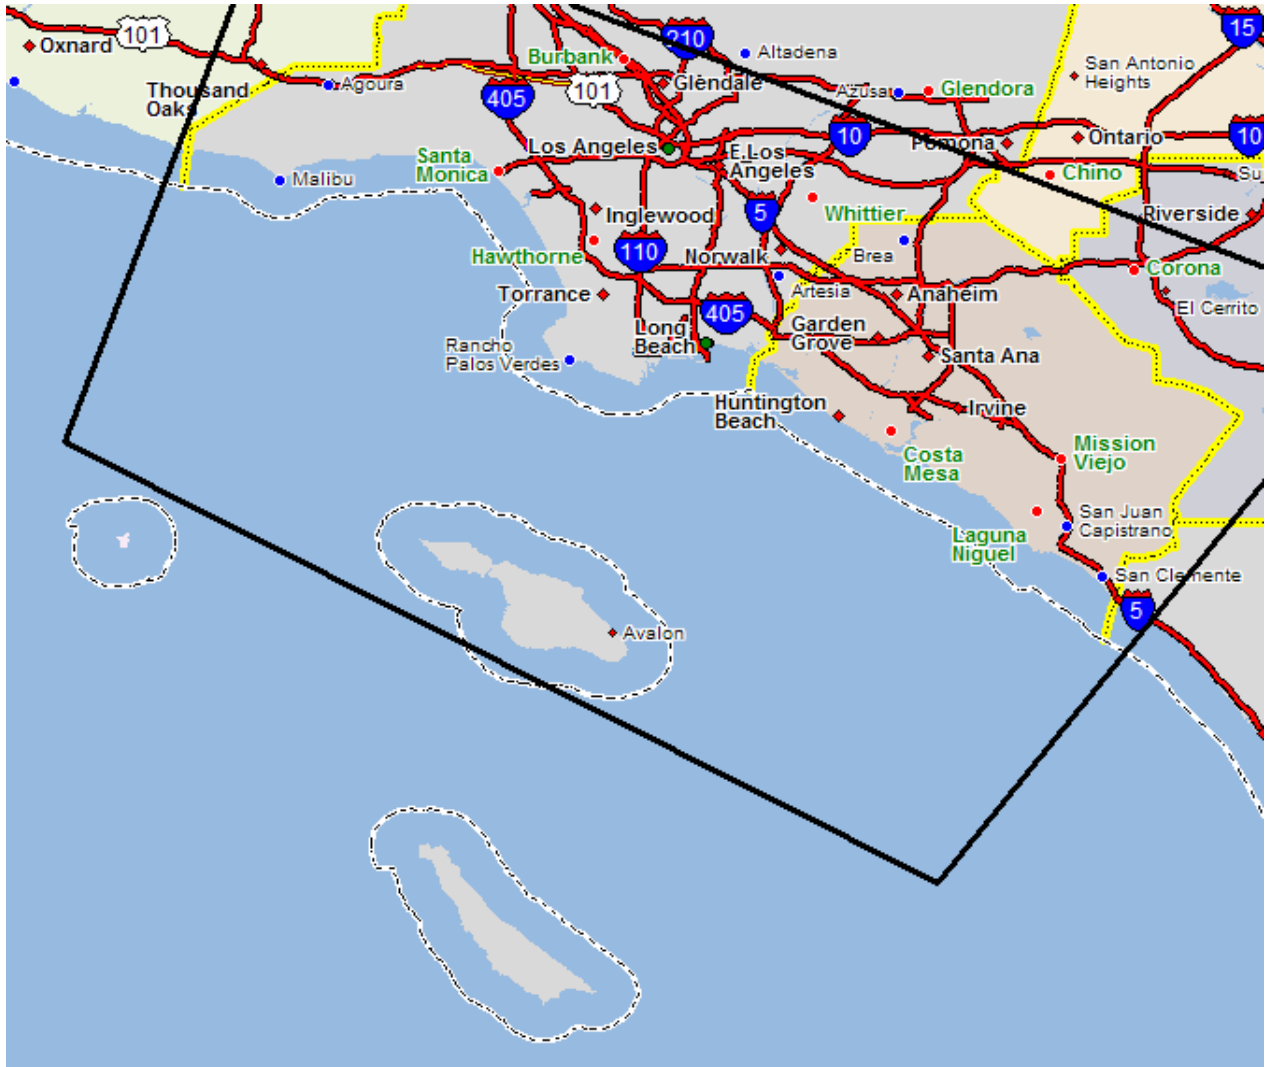 15
101
Oxnard
210
Altadena
Burbank
San Antonio
Heights
Thousand
Oaks
Agoura
405
101
Glendale
Azusa
Glendora
10
10
Ontario
Pomona
Los Angeles
E.Los
Angeles
Santa
Monica
Chino
Su
Malibu
Inglewood
5
Whittier
Riverside
Hawthorne
110
Norwalk
Brea
Corona
Torrance
Artesia
Anaheim
El Cerrito
405
Long
Beach
Garden
Grove
Rancho
Palos Verdes
Santa Ana
Huntington
Beach
Irvine
Costa
Mesa
Mission
Viejo
San Juan
Capistrano
Laguna
Niguel
San Clemente
5
Avalon